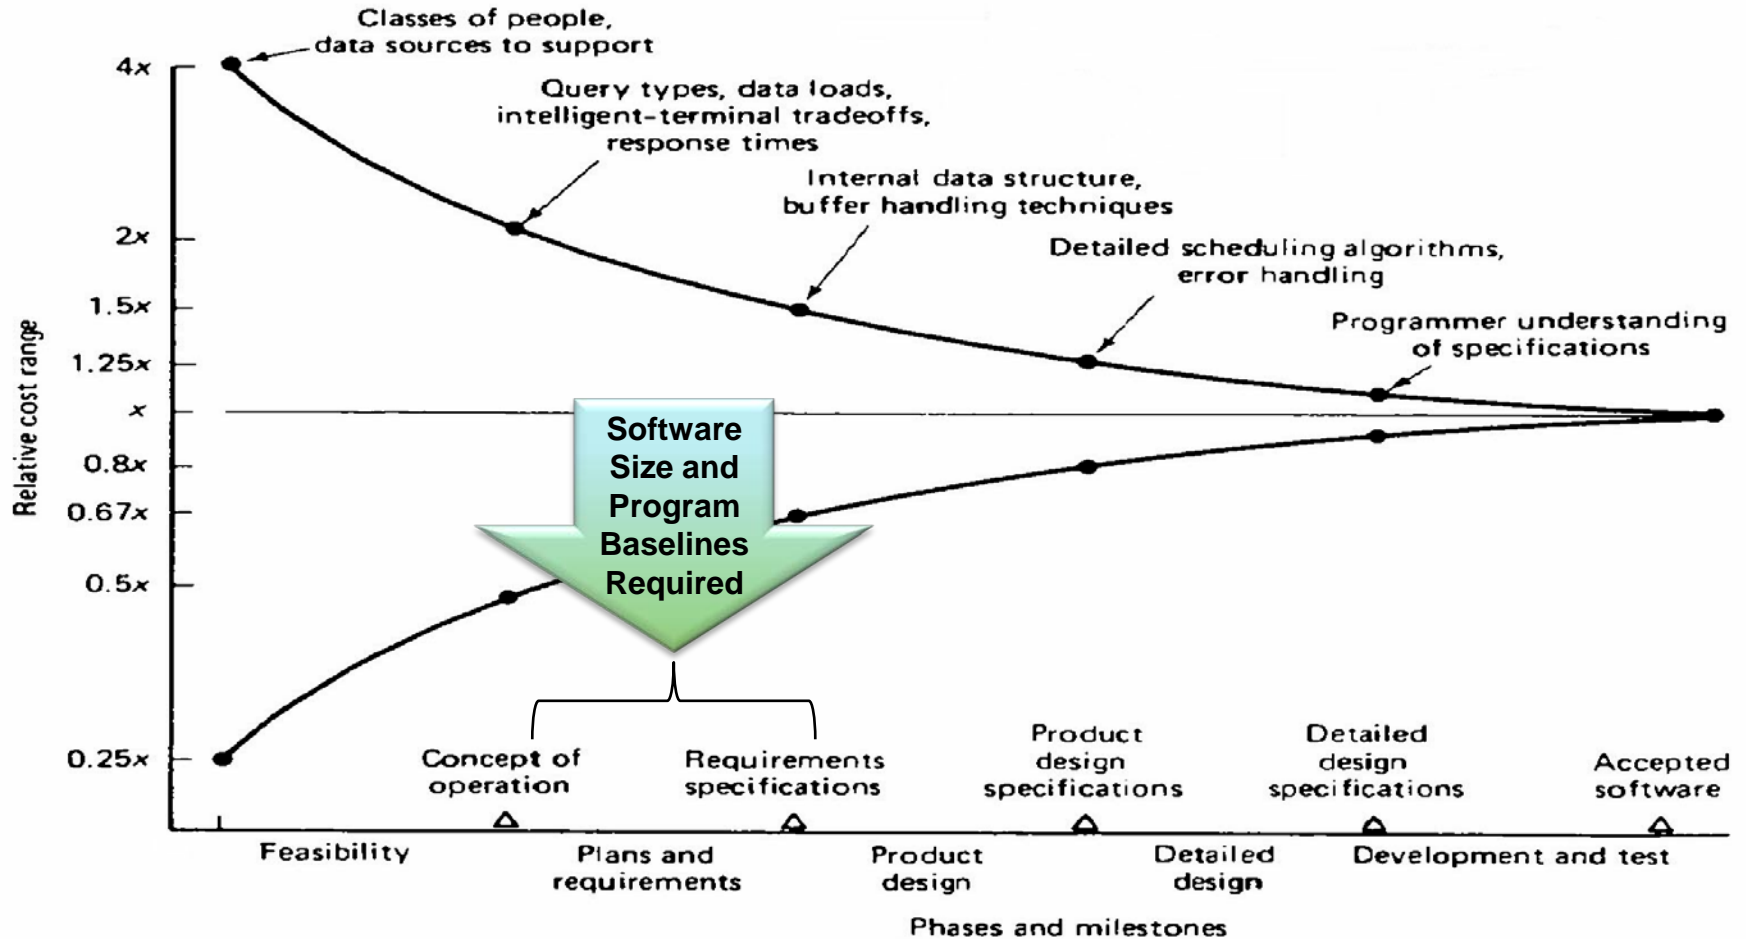 Classes of people,
data sources to support
Query types, data loads,
intelligent-terminal tradeoffs,
response times
Internal data structure,
buffer handling techniques
Detailed scheduling algorithms,
error handling
Programmer understanding
of specifications
Relative cost range
4x
2x
1.5x
1.25x
x
0.8x
0.67x
0.5x
0.25x
Software
Size and
Program
Baselines
Required
Concept of
operation
Requirements
specifications
Product
design
specifications
Detailed
design
specifications
Accepted
software
Feasibility
Plans and
requirements
Product
design
Detailed
design
Development and test
Phases and milestones